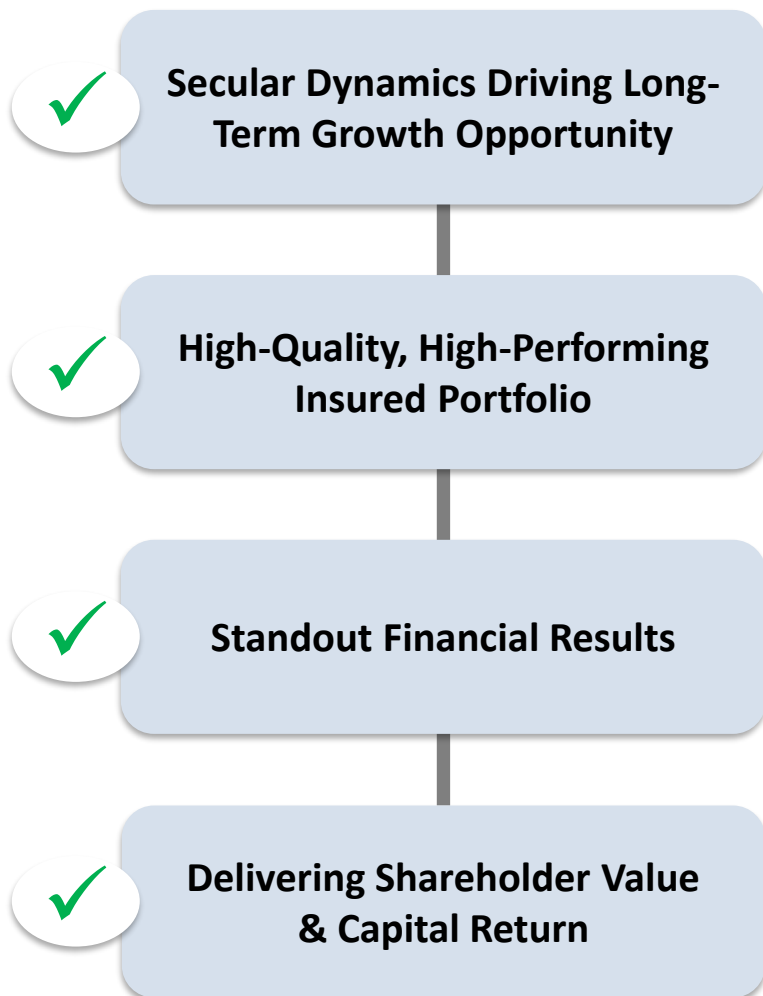 Secular Dynamics Driving Long-
Term Growth Opportunity
High-Quality, High-Performing
Insured Portfolio
Standout Financial Results
Delivering Shareholder Value
& Capital Return